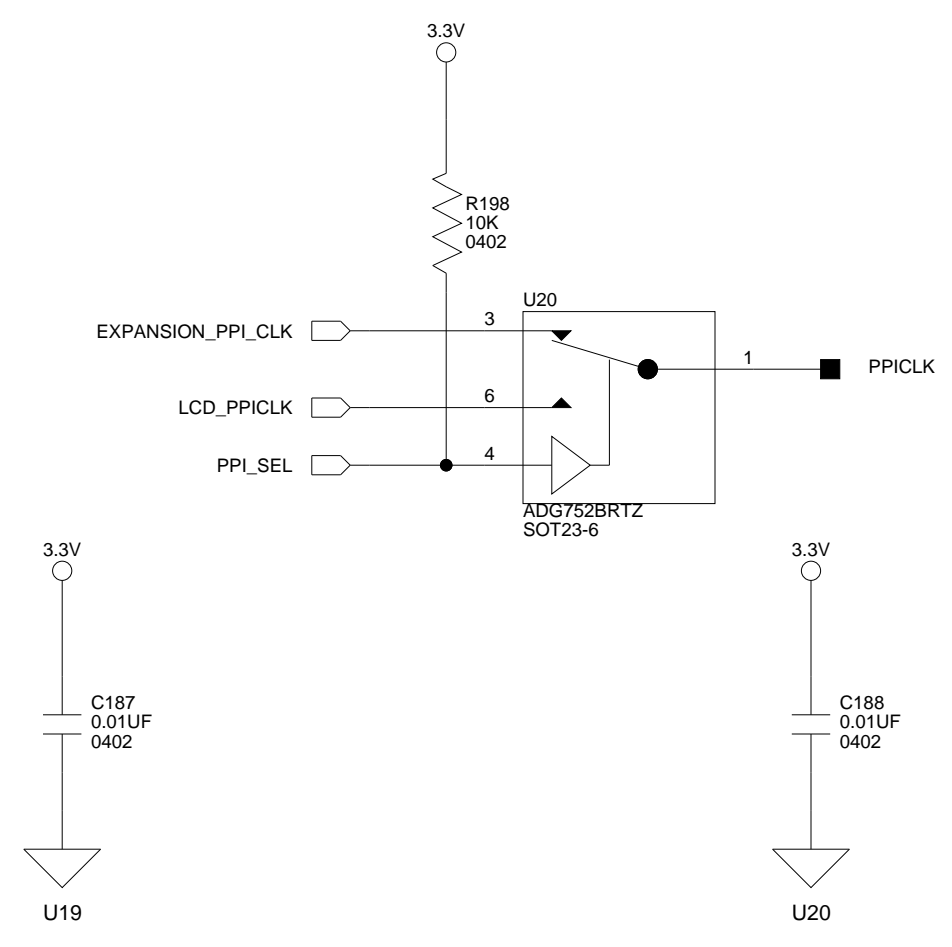 3.3V
R198
10K
0402
U20
EXPANSION_PPI_CLK
3
1
PPICLK
LCD_PPICLK
6
PPI_SEL
4
ADG752BRTZ
SOT23-6
3.3V
3.3V
C187
0.01UF
0402
C188
0.01UF
0402
U19
U20